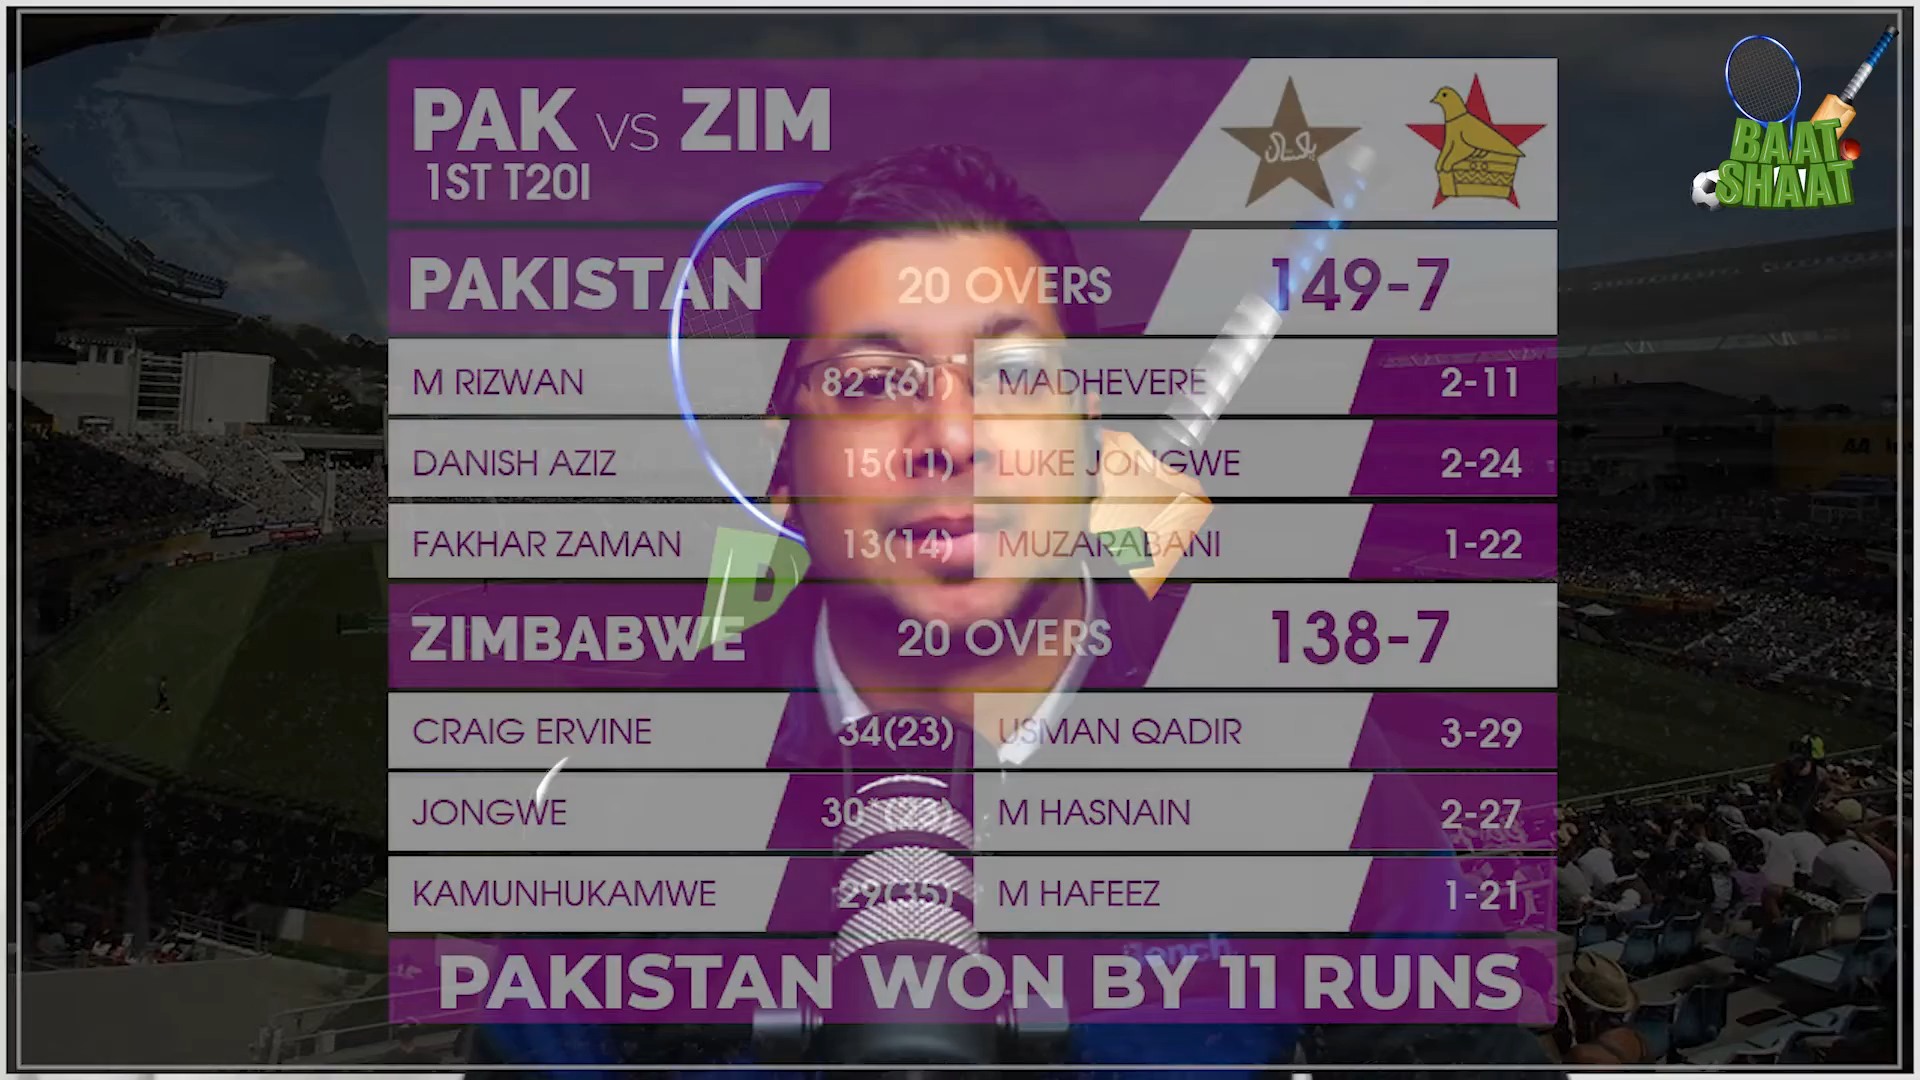 PAK VS ZIM
1ST T20I
BAAT
SHAAT
PAKISTAN 20 OVERS 149-7
M RIZWAN 82*(61) MADHEVERE 2-11
DANISH AZIZ 15(11) LUKE JONGWE 2-24
FAKHAR ZAMAN 13(14) MUZARABANI 1-22
ZIMBABWE 20 OVERS 138-7
CRAIG ERVINE 34(23) USMAN QADIR 3-29
JONGWE M HASNAIN 2-27
KAMUNHUKAMWE 29(35) M HAFEEZ 1-21
PAKISTAN WON BY 11 RUNS